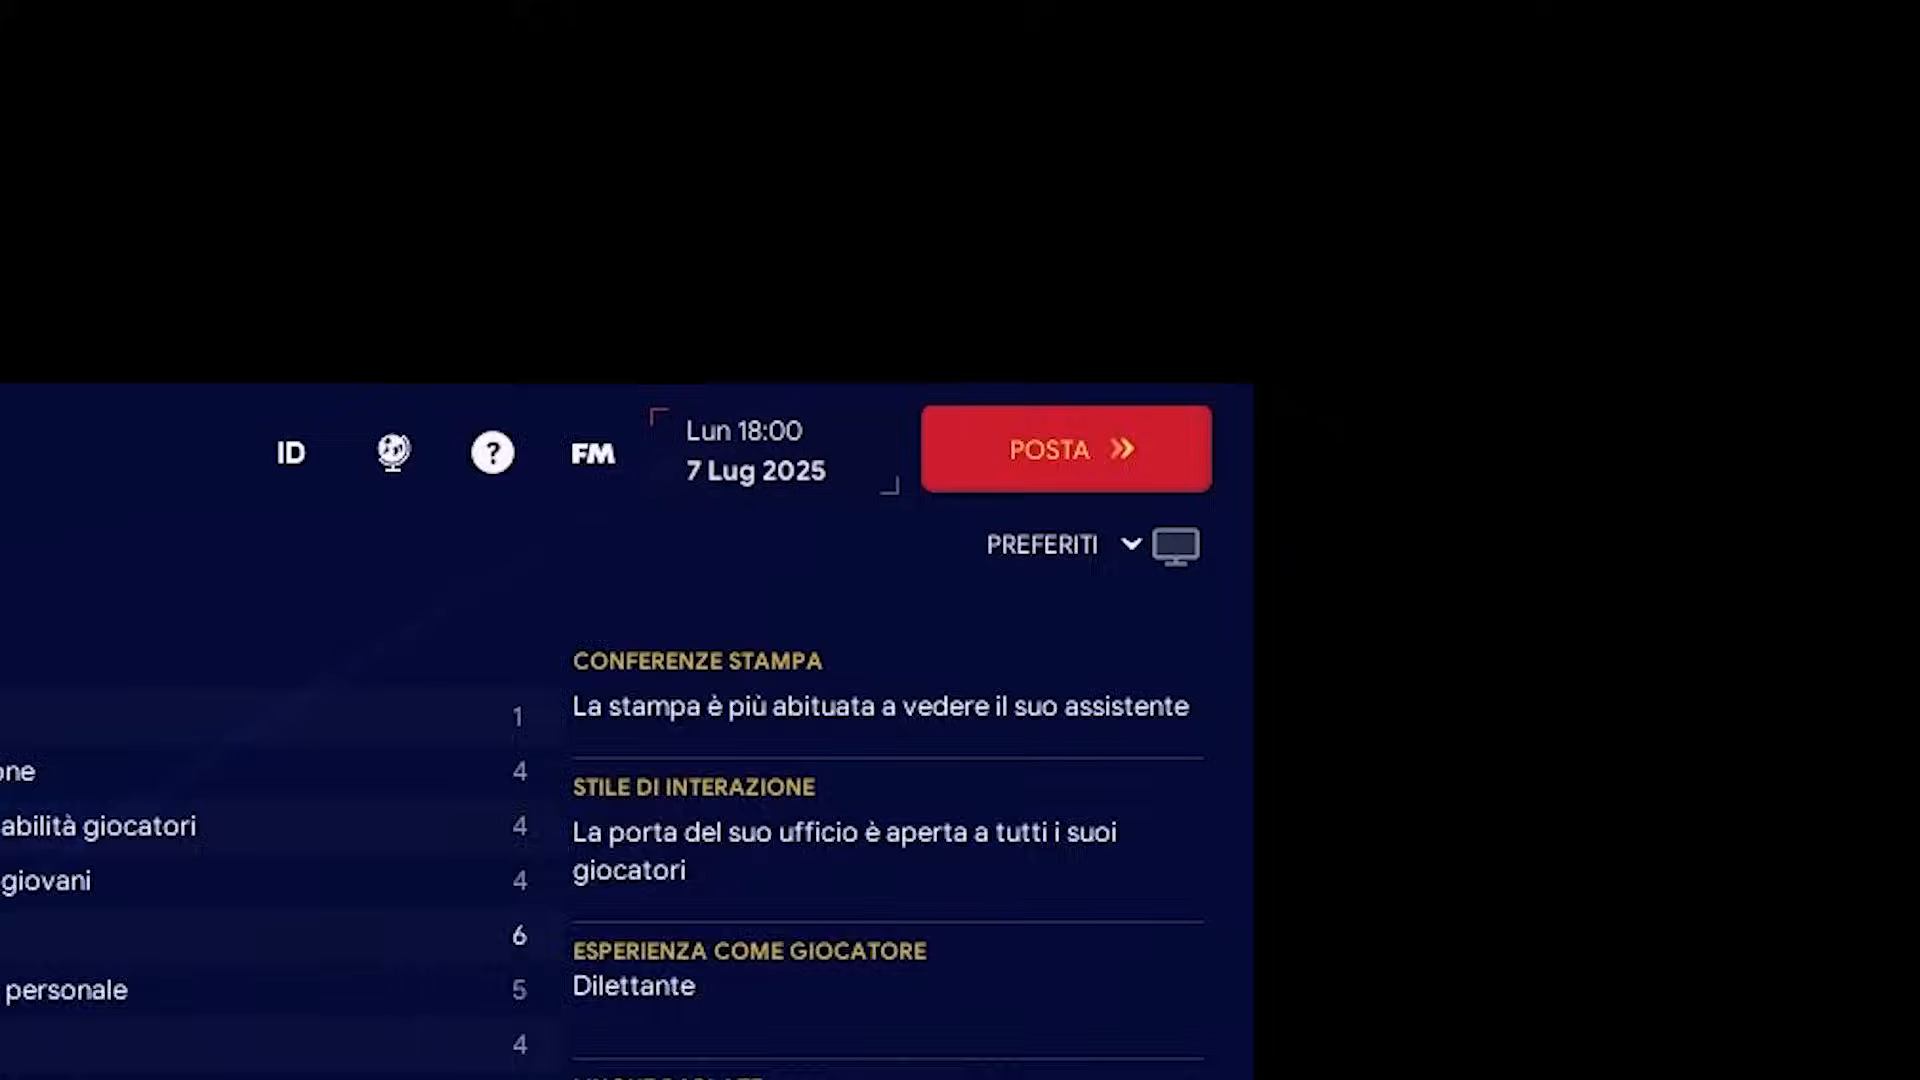 ID
?
FM
Lun 18:00
7 Lug 2025
POSTA
PREFERITI
CONFERENZE STAMPA
La stampa è più abituata a vedere il suo assistente
STILE DI INTERAZIONE
La porta del suo ufficio è aperta a tutti i suoi
giocatori
ESPERIENZA COME GIOCATORE
Dilettante
1
one 4
abilità giocatori 4
giovani 4
6
personale 5
4